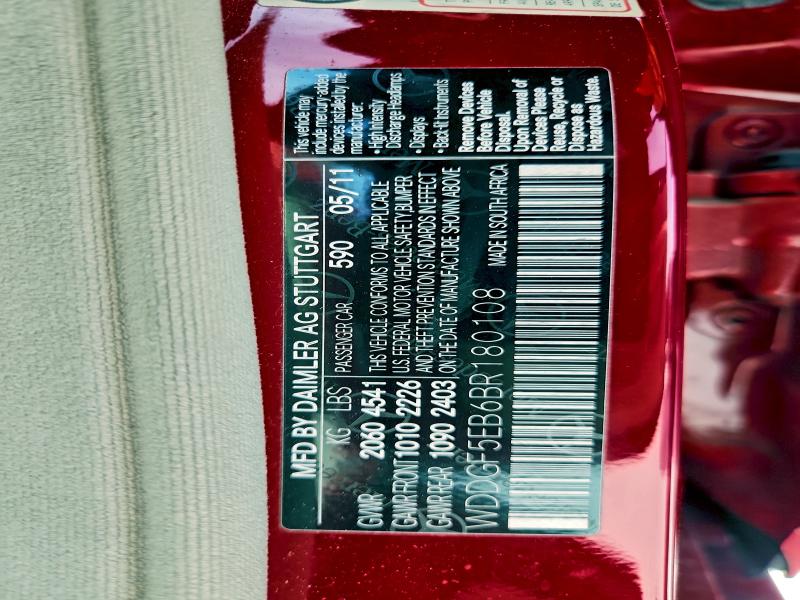 MFD BY DAIMLER AG STUTTGART
KG LBS
GVWR 2060 4541
GAWR FRONT 1010 2226
GAWR REAR 1090 2403
PASSENGER CAR 590 05/11
THIS VEHICLE CONFORMS TO ALL APPLICABLE
U.S. FEDERAL MOTOR VEHICLE SAFETY, BUMPER
AND THEFT PREVENTION STANDARDS IN EFFECT
ON THE DATE OF MANUFACTURE SHOWN ABOVE
WDDGF5EB6BR180108
MADE IN SOUTH AFRICA
This vehicle may
include mercury-added
devices installed by the
manufacturer:
• High Intensity
Discharge Headlamps
• Displays
• Backlit Instruments
Remove Devices
Before Vehicle
Disposal.
Upon Removal of
Devices Please
Reuse, Recycle or
Dispose as
Hazardous Waste.